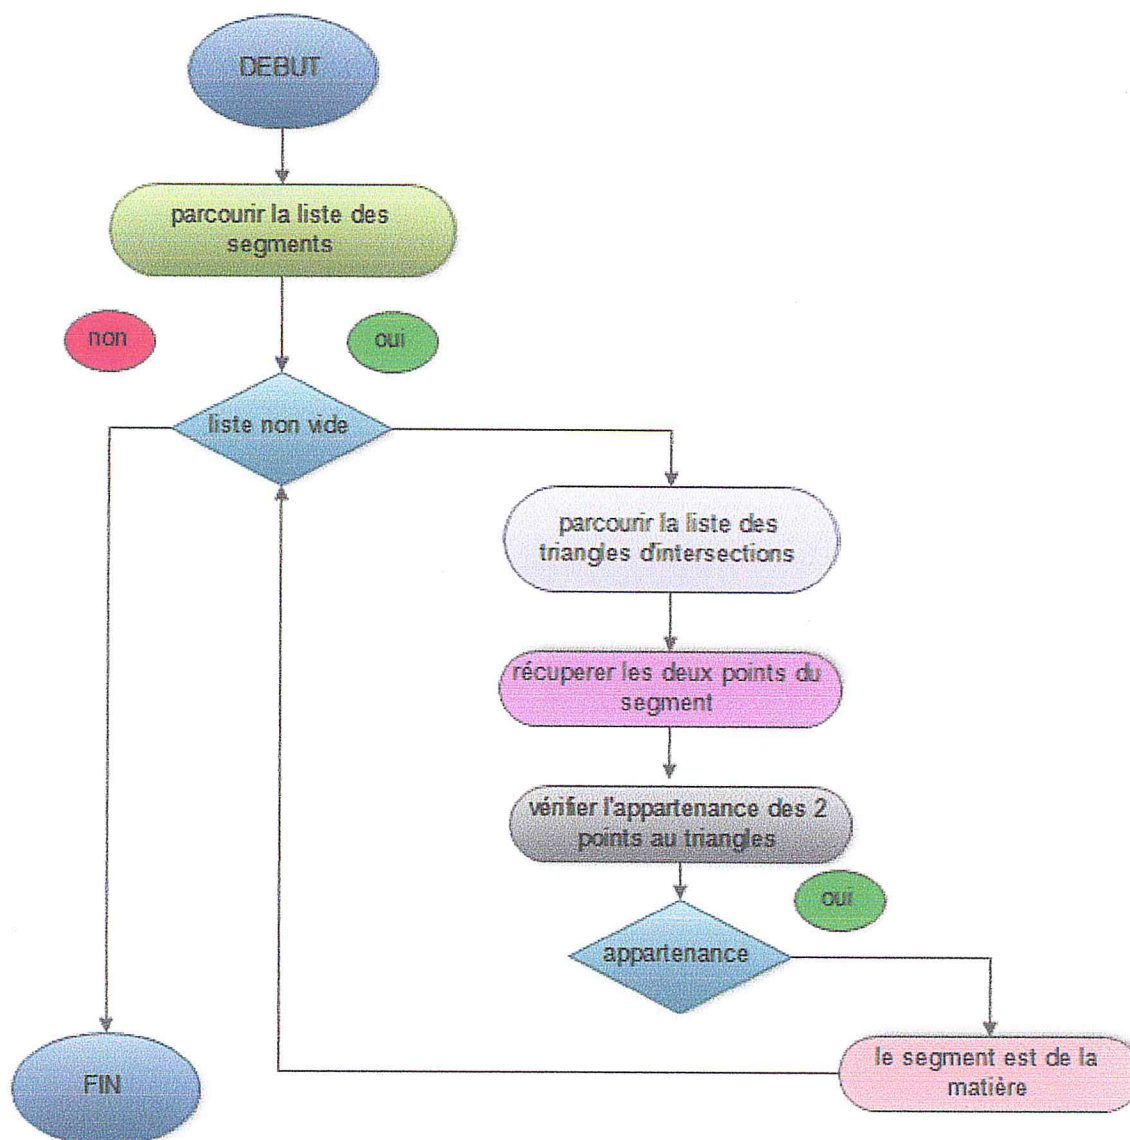 DEBUT
parcourir la liste des
segments
non
oui
liste non vide
parcourir la liste des
triangles d'intersections
récuperer les deux points du
segment
vérifier l'appartenance des 2
points au triangles
oui
appartenance
le segment est de la
matière
FIN